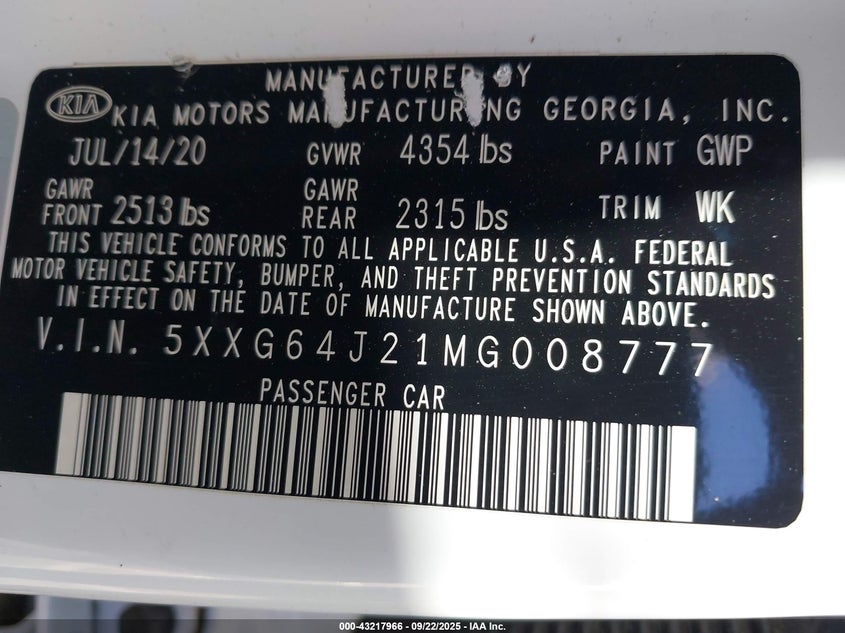 MANUFACTURED BY
KIA KIA MOTORS MANUFACTURING GEORGIA, INC.
JUL/14/20 GVWR 4354 lbs PAINT GWP
GAWR FRONT 2513 lbs GAWR REAR 2315 lbs TRIM WK
THIS VEHICLE CONFORMS TO ALL APPLICABLE U.S.A. FEDERAL
MOTOR VEHICLE SAFETY, BUMPER, AND THEFT PREVENTION STANDARDS
IN EFFECT ON THE DATE OF MANUFACTURE SHOWN ABOVE.
V.I.N. 5XXG64J21MG008777
PASSENGER CAR
000-43217966 - 09/22/2025 - IAA Inc.